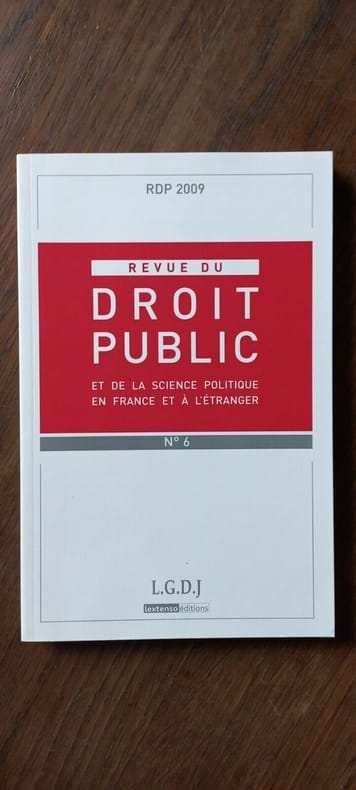 RDP 2009
REVUE DU
DROIT
PUBLIC
ET DE LA SCIENCE POLITIQUE
EN FRANCE ET À L'ÉTRANGER
N° 6
L.G.D.J
lextenso éditions